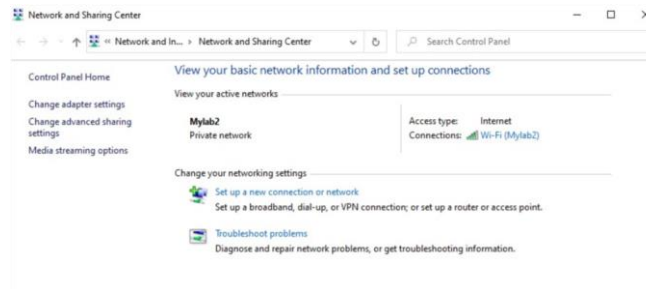 Network and Sharing Center
« Network and In... › Network and Sharing Center
Search Control Panel
Control Panel Home
Change adapter settings
Change advanced sharing
settings
Media streaming options
View your basic network information and set up connections
View your active networks
Mylab2
Private network
Access type: Internet
Connections: Wi-Fi (Mylab2)
Change your networking settings
Set up a new connection or network
Set up a broadband, dial-up, or VPN connection; or set up a router or access point.
Troubleshoot problems
Diagnose and repair network problems, or get troubleshooting information.